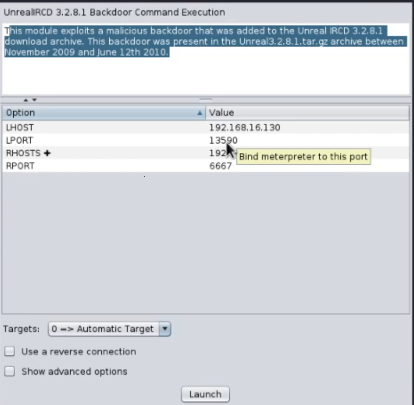 UnrealIRCD 3.2.8.1 Backdoor Command Execution
This module exploits a malicious backdoor that was added to the Unreal IRCD 3.2.8.1
download archive. This backdoor was present in the Unreal3.2.8.1.tar.gz archive between
November 2009 and June 12th 2010.
Option Value
LHOST 192.168.16.130
LPORT 13590
RHOSTS + 192
Bind meterpreter to this port
RPORT 6667
Targets: 0 => Automatic Target
Use a reverse connection
Show advanced options
Launch